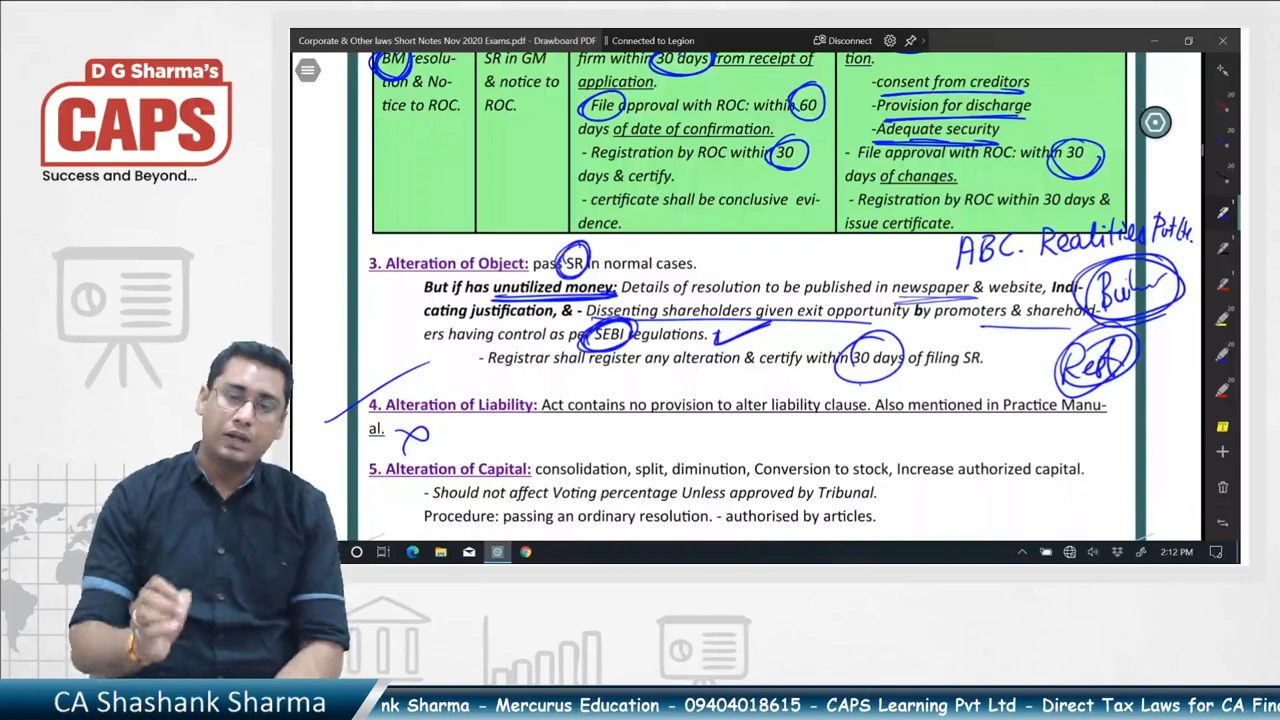 D G SHARMA's
CAPS
Success and Beyond...
Corporate & Other laws Short Notes Nov 2020 Exams.pdf - Drawboard PDF
Connected to Legion
Disconnect
BM resolu-
tion & No-
tice to ROC.
SR in GM
& notice to
ROC.
firm within 30 days from receipt of
application.
- File approval with ROC: within 60
days of date of confirmation.
- Registration by ROC within 30
days & certify.
- certificate shall be conclusive evi-
dence.
tion.
-consent from creditors
-Provision for discharge
-Adequate security
- File approval with ROC: within 30
days of changes.
- Registration by ROC within 30 days &
issue certificate.
ABC. Realities Pvt
3. Alteration of Object: pass SR in normal cases.
But if has unutilized money: Details of resolution to be published in newspaper & website, Indi-
cating justification, & - Dissenting shareholders given exit opportunity by promoters & sharehold-
ers having control as per SEBI regulations.
- Registrar shall register any alteration & certify within 30 days of filing SR.
4. Alteration of Liability: Act contains no provision to alter liability clause. Also mentioned in Practice Manu-
al.
5. Alteration of Capital: consolidation, split, diminution, Conversion to stock, Increase authorized capital.
- Should not affect Voting percentage Unless approved by Tribunal.
Procedure: passing an ordinary resolution. - authorised by articles.
2:12 PM
CA Shashank Sharma
nk Sharma - Mercurus Education - 09404018615 - CAPS Learning Pvt Ltd - Direct Tax Laws for CA Fin